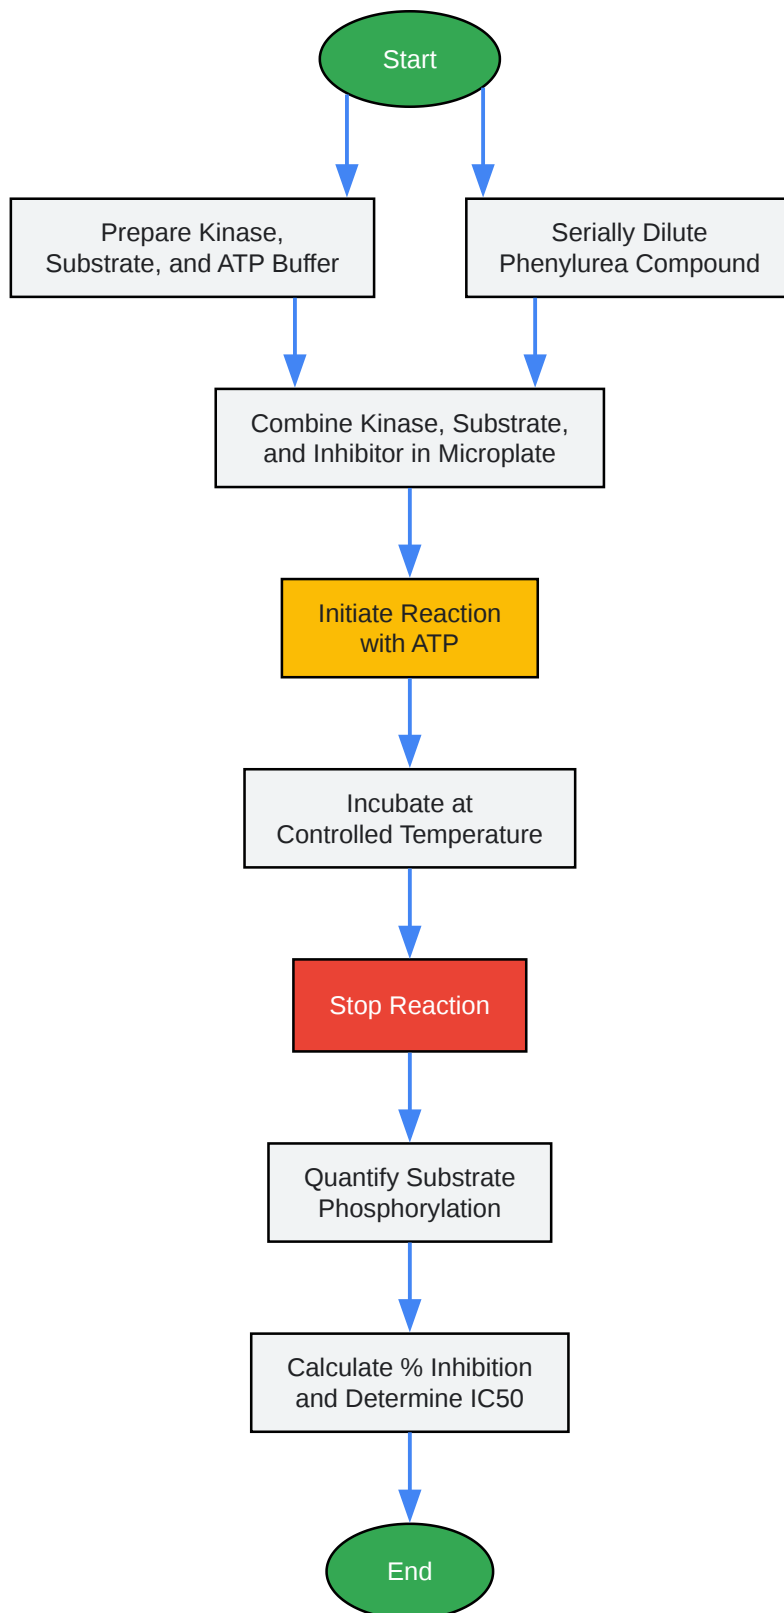 Start
Prepare Kinase,
Substrate, and ATP Buffer
Serially Dilute
Phenylurea Compound
Combine Kinase, Substrate,
and Inhibitor in Microplate
Initiate Reaction
with ATP
Incubate at
Controlled Temperature
Stop Reaction
Quantify Substrate
Phosphorylation
Calculate % Inhibition
and Determine IC50
End